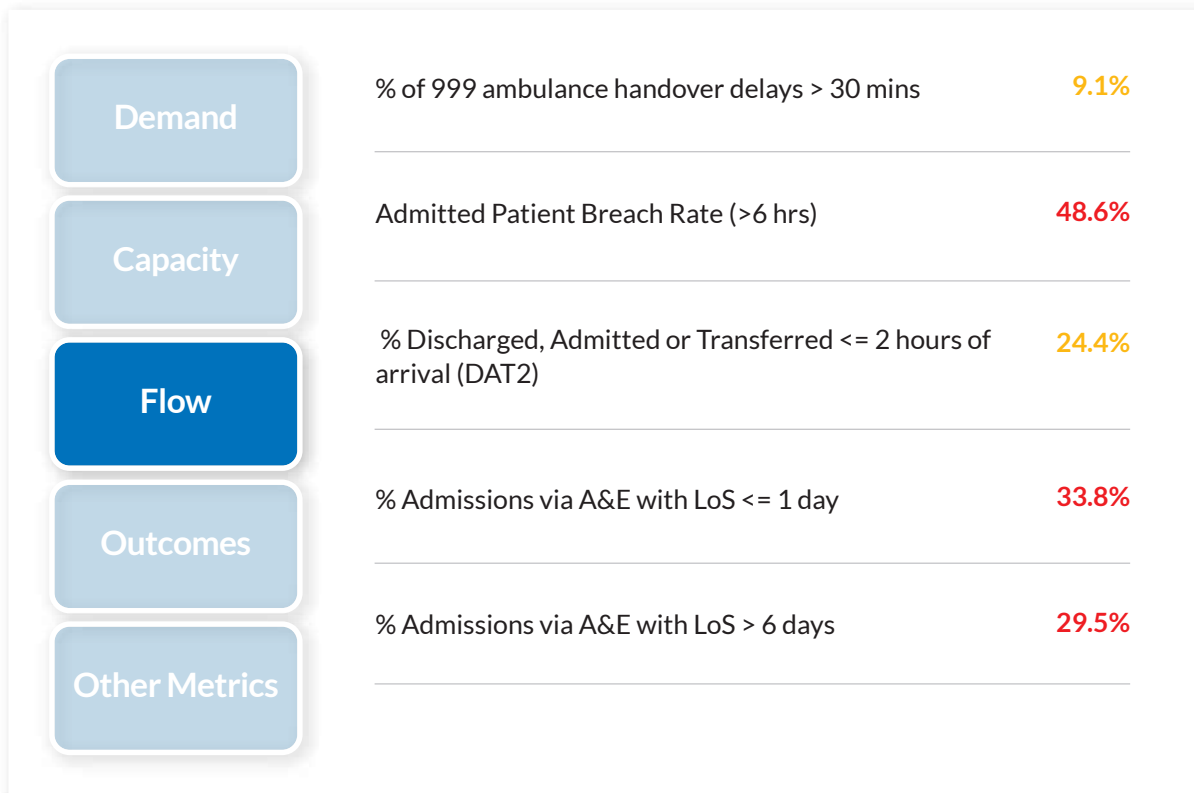 Demand
Capacity
Flow
Outcomes
Other Metrics
% of 999 ambulance handover delays > 30 mins 9.1%
Admitted Patient Breach Rate (>6 hrs) 48.6%
% Discharged, Admitted or Transferred <= 2 hours of 24.4%
arrival (DAT2)
% Admissions via A&E with LoS <= 1 day 33.8%
% Admissions via A&E with LoS > 6 days 29.5%